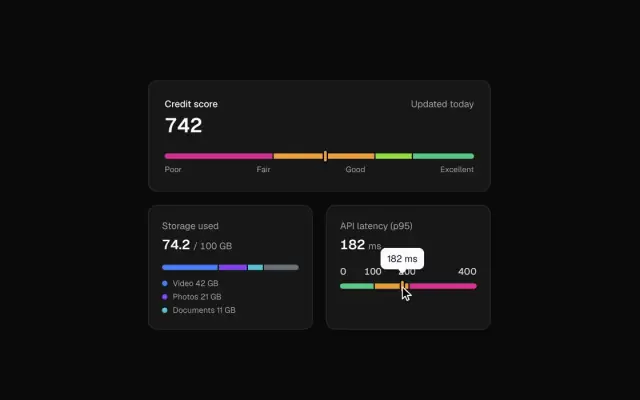 Credit score
Updated today
742
Poor Fair Good Excellent
Storage used
74.2 / 100 GB
Video 42 GB
Photos 21 GB
Documents 11 GB
API latency (p95)
182 ms
182 ms
0 100 200 400